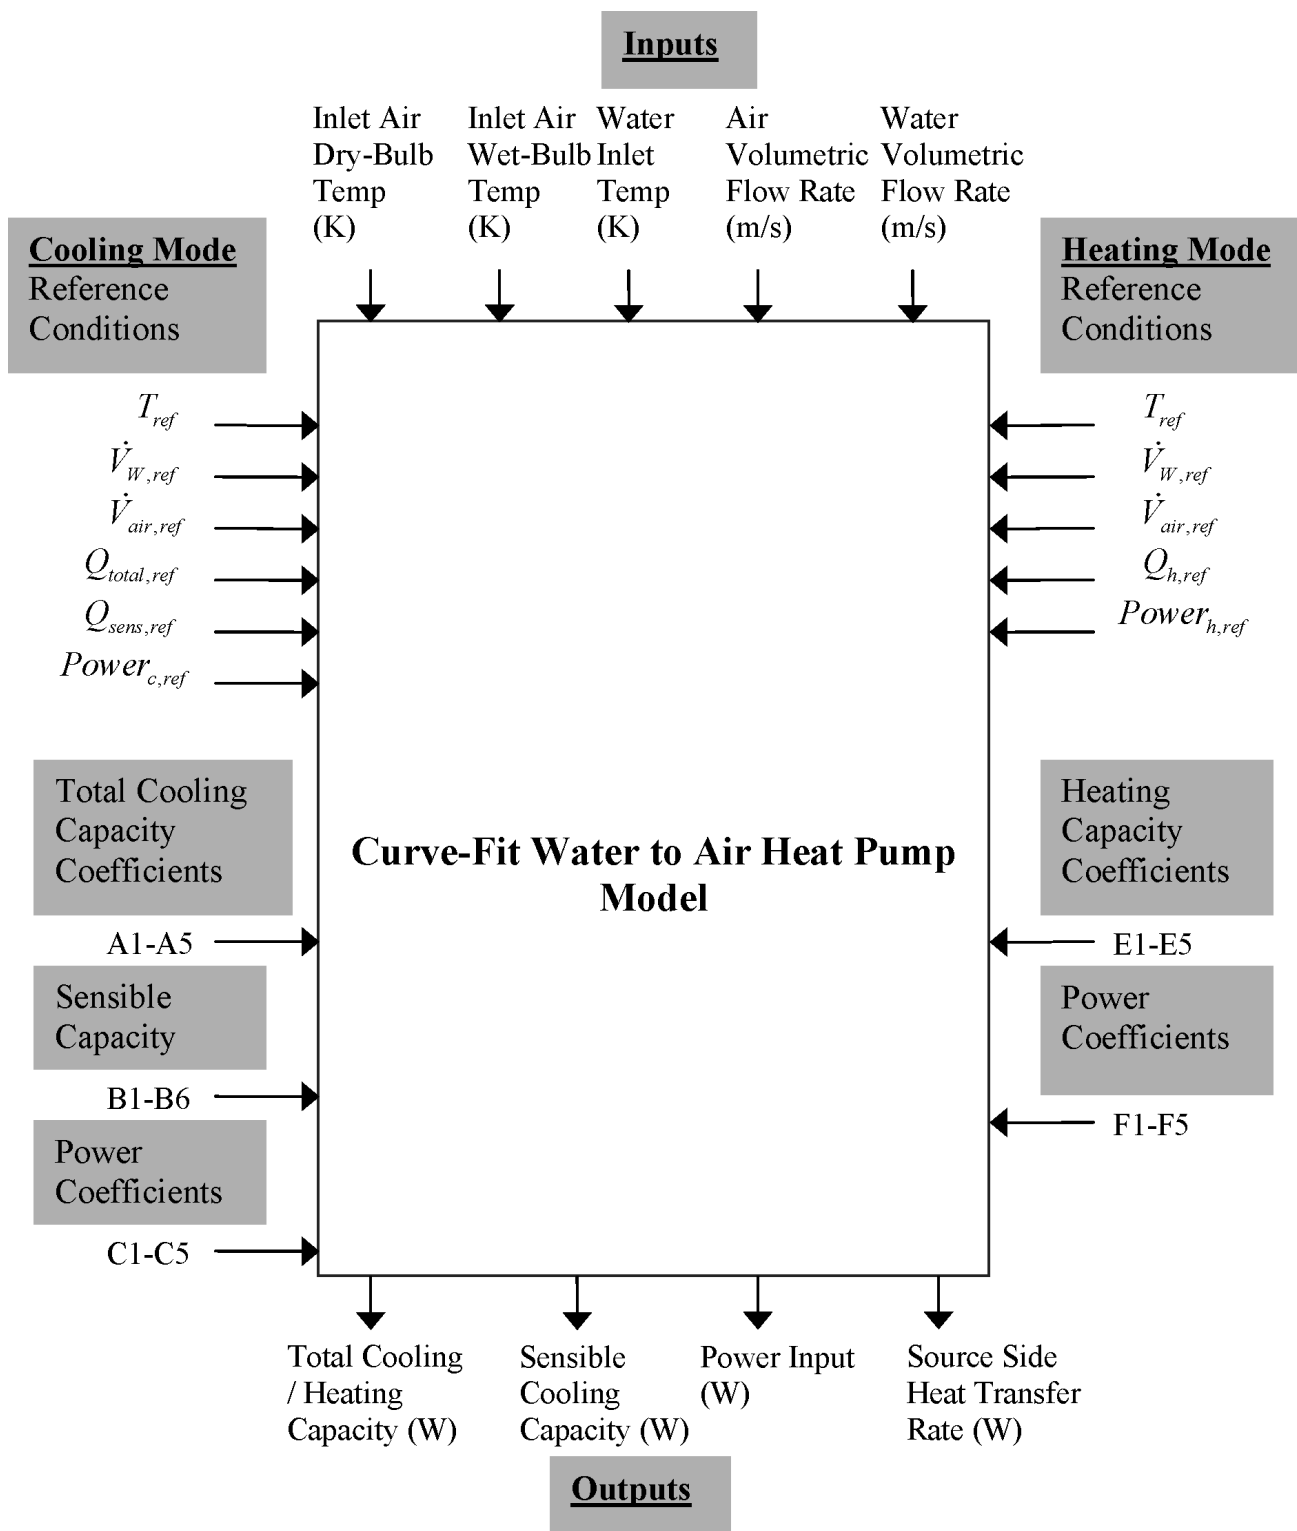 Inputs
Inlet Air
Dry-Bulb
Temp
(K)
Inlet Air
Wet-Bulb
Temp
(K)
Water
Inlet
Temp
(K)
Air
Volumetric
Flow Rate
(m/s)
Water
Volumetric
Flow Rate
(m/s)
Cooling Mode
Reference
Conditions
T_ref
V̇_W,ref
V̇_air,ref
Q_total,ref
Q_sens,ref
Power_c,ref
Total Cooling
Capacity
Coefficients
A1-A5
Sensible
Capacity
B1-B6
Power
Coefficients
C1-C5
Curve-Fit Water to Air Heat Pump
Model
Heating Mode
Reference
Conditions
T_ref
V̇_W,ref
V̇_air,ref
Q_h,ref
Power_h,ref
Heating
Capacity
Coefficients
E1-E5
Power
Coefficients
F1-F5
Total Cooling
/ Heating
Capacity (W)
Sensible
Cooling
Capacity (W)
Power Input
(W)
Source Side
Heat Transfer
Rate (W)
Outputs